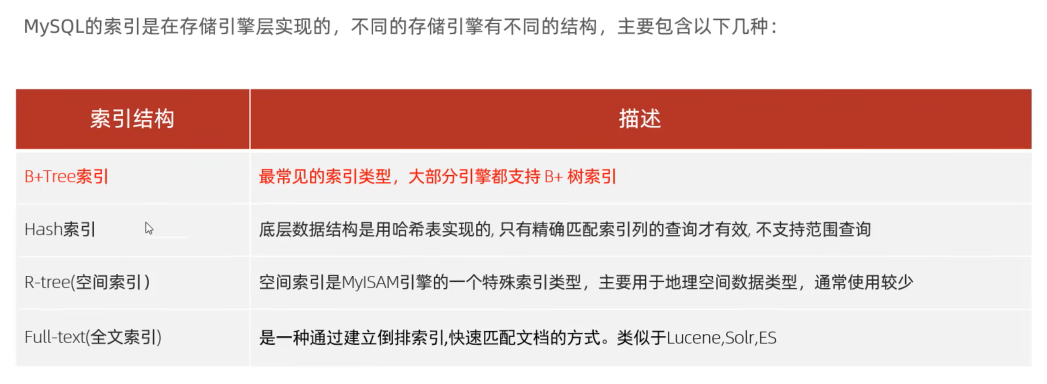 MySQL的索引是在存储引擎层实现的，不同的存储引擎有不同的结构，主要包含以下几种：
索引结构 描述
B+Tree索引 最常见的索引类型，大部分引擎都支持 B+ 树索引
Hash索引 底层数据结构是用哈希表实现的, 只有精确匹配索引列的查询才有效, 不支持范围查询
R-tree(空间索引） 空间索引是MyISAM引擎的一个特殊索引类型，主要用于地理空间数据类型，通常使用较少
Full-text(全文索引) 是一种通过建立倒排索引,快速匹配文档的方式。类似于Lucene,Solr,ES